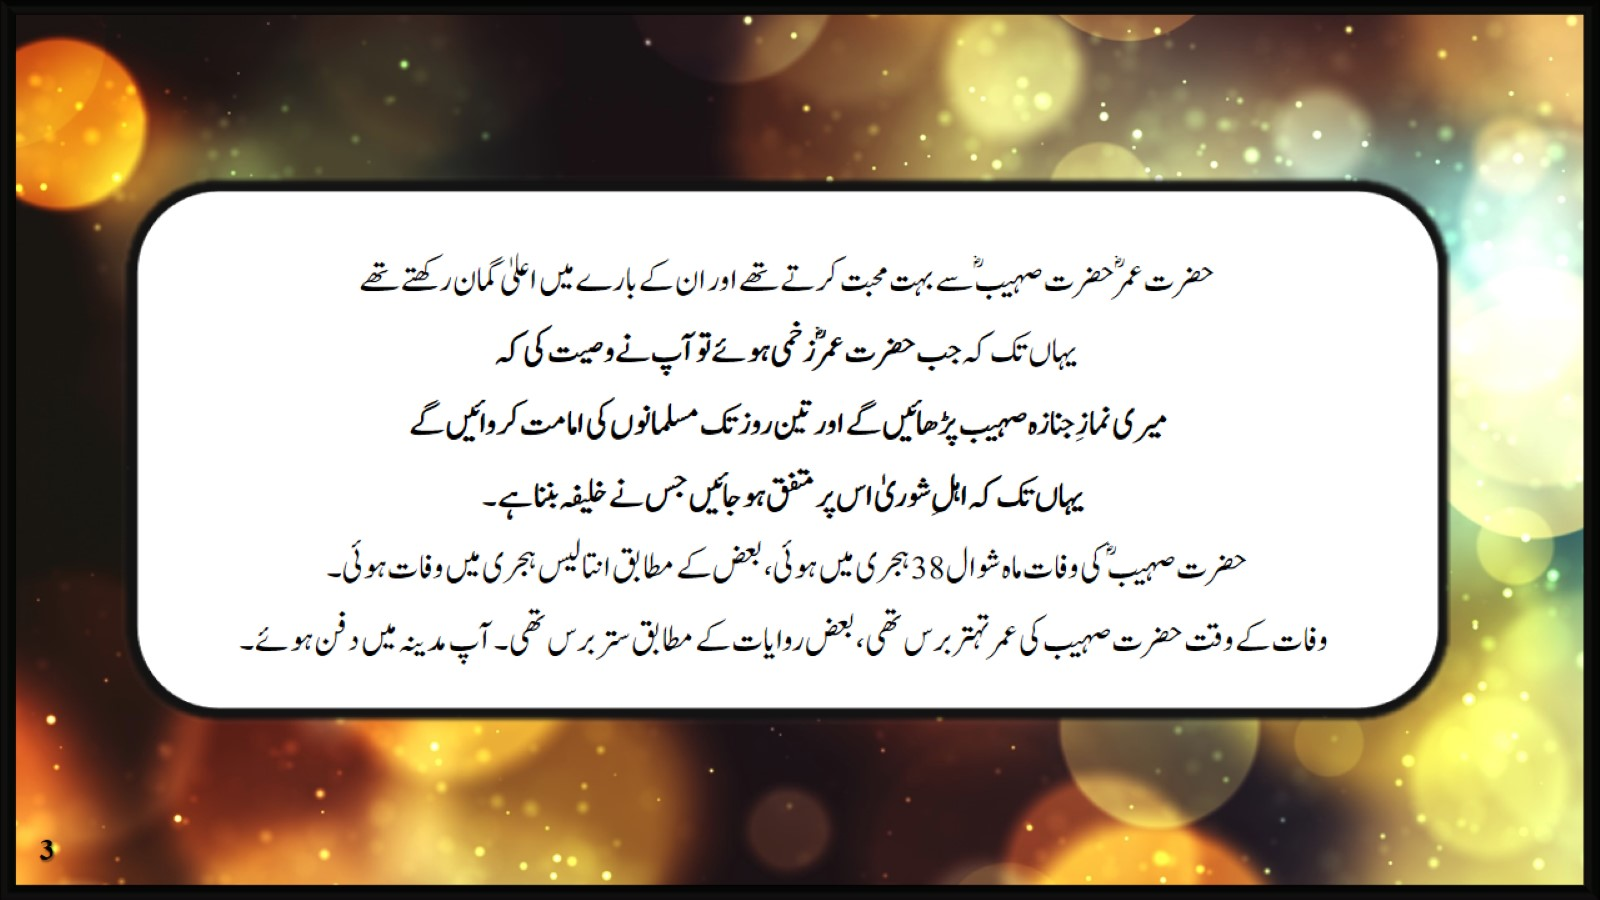 حضرت عمرؓ حضرت صہیبؓ سے بہت محبت کرتے تھے اور ان کے بارے میں اعلیٰ گمان رکھتے تھے
یہاں تک کہ جب حضرت عمرؓ زخمی ہوئے تو آپ نے وصیت کی کہ
میری نمازِ جنازہ صہیب پڑھائیں گے اور تین روز تک مسلمانوں کی امامت کروائیں گے
یہاں تک کہ اہلِ شوریٰ اس پر متفق ہو جائیں جس نے خلیفہ بننا ہے۔
حضرت صہیبؓ کی وفات ماہ شوال 38 ہجری میں ہوئی، بعض کے مطابق انتالیس ہجری میں وفات ہوئی۔
وفات کے وقت حضرت صہیب کی عمر تہتر برس تھی، بعض روایات کے مطابق ستر برس تھی۔ آپ مدینہ میں دفن ہوئے۔
3